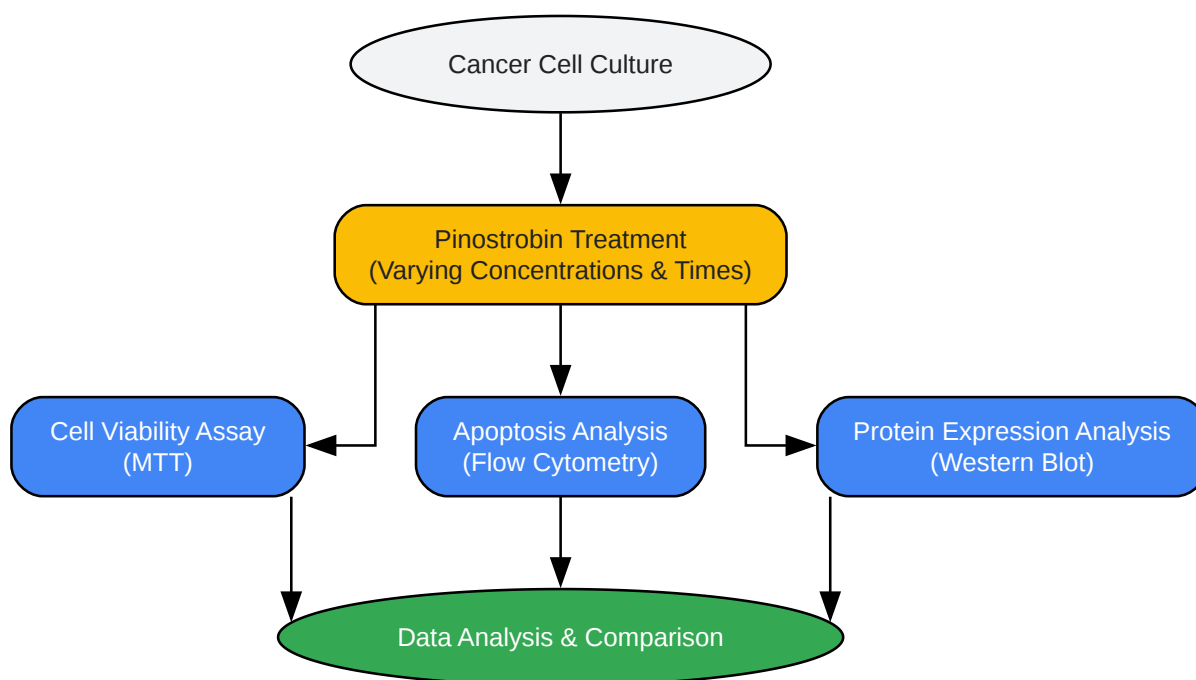 Cancer Cell Culture
Pinostrobin Treatment
(Varying Concentrations & Times)
Cell Viability Assay
(MTT)
Apoptosis Analysis
(Flow Cytometry)
Protein Expression Analysis
(Western Blot)
Data Analysis & Comparison